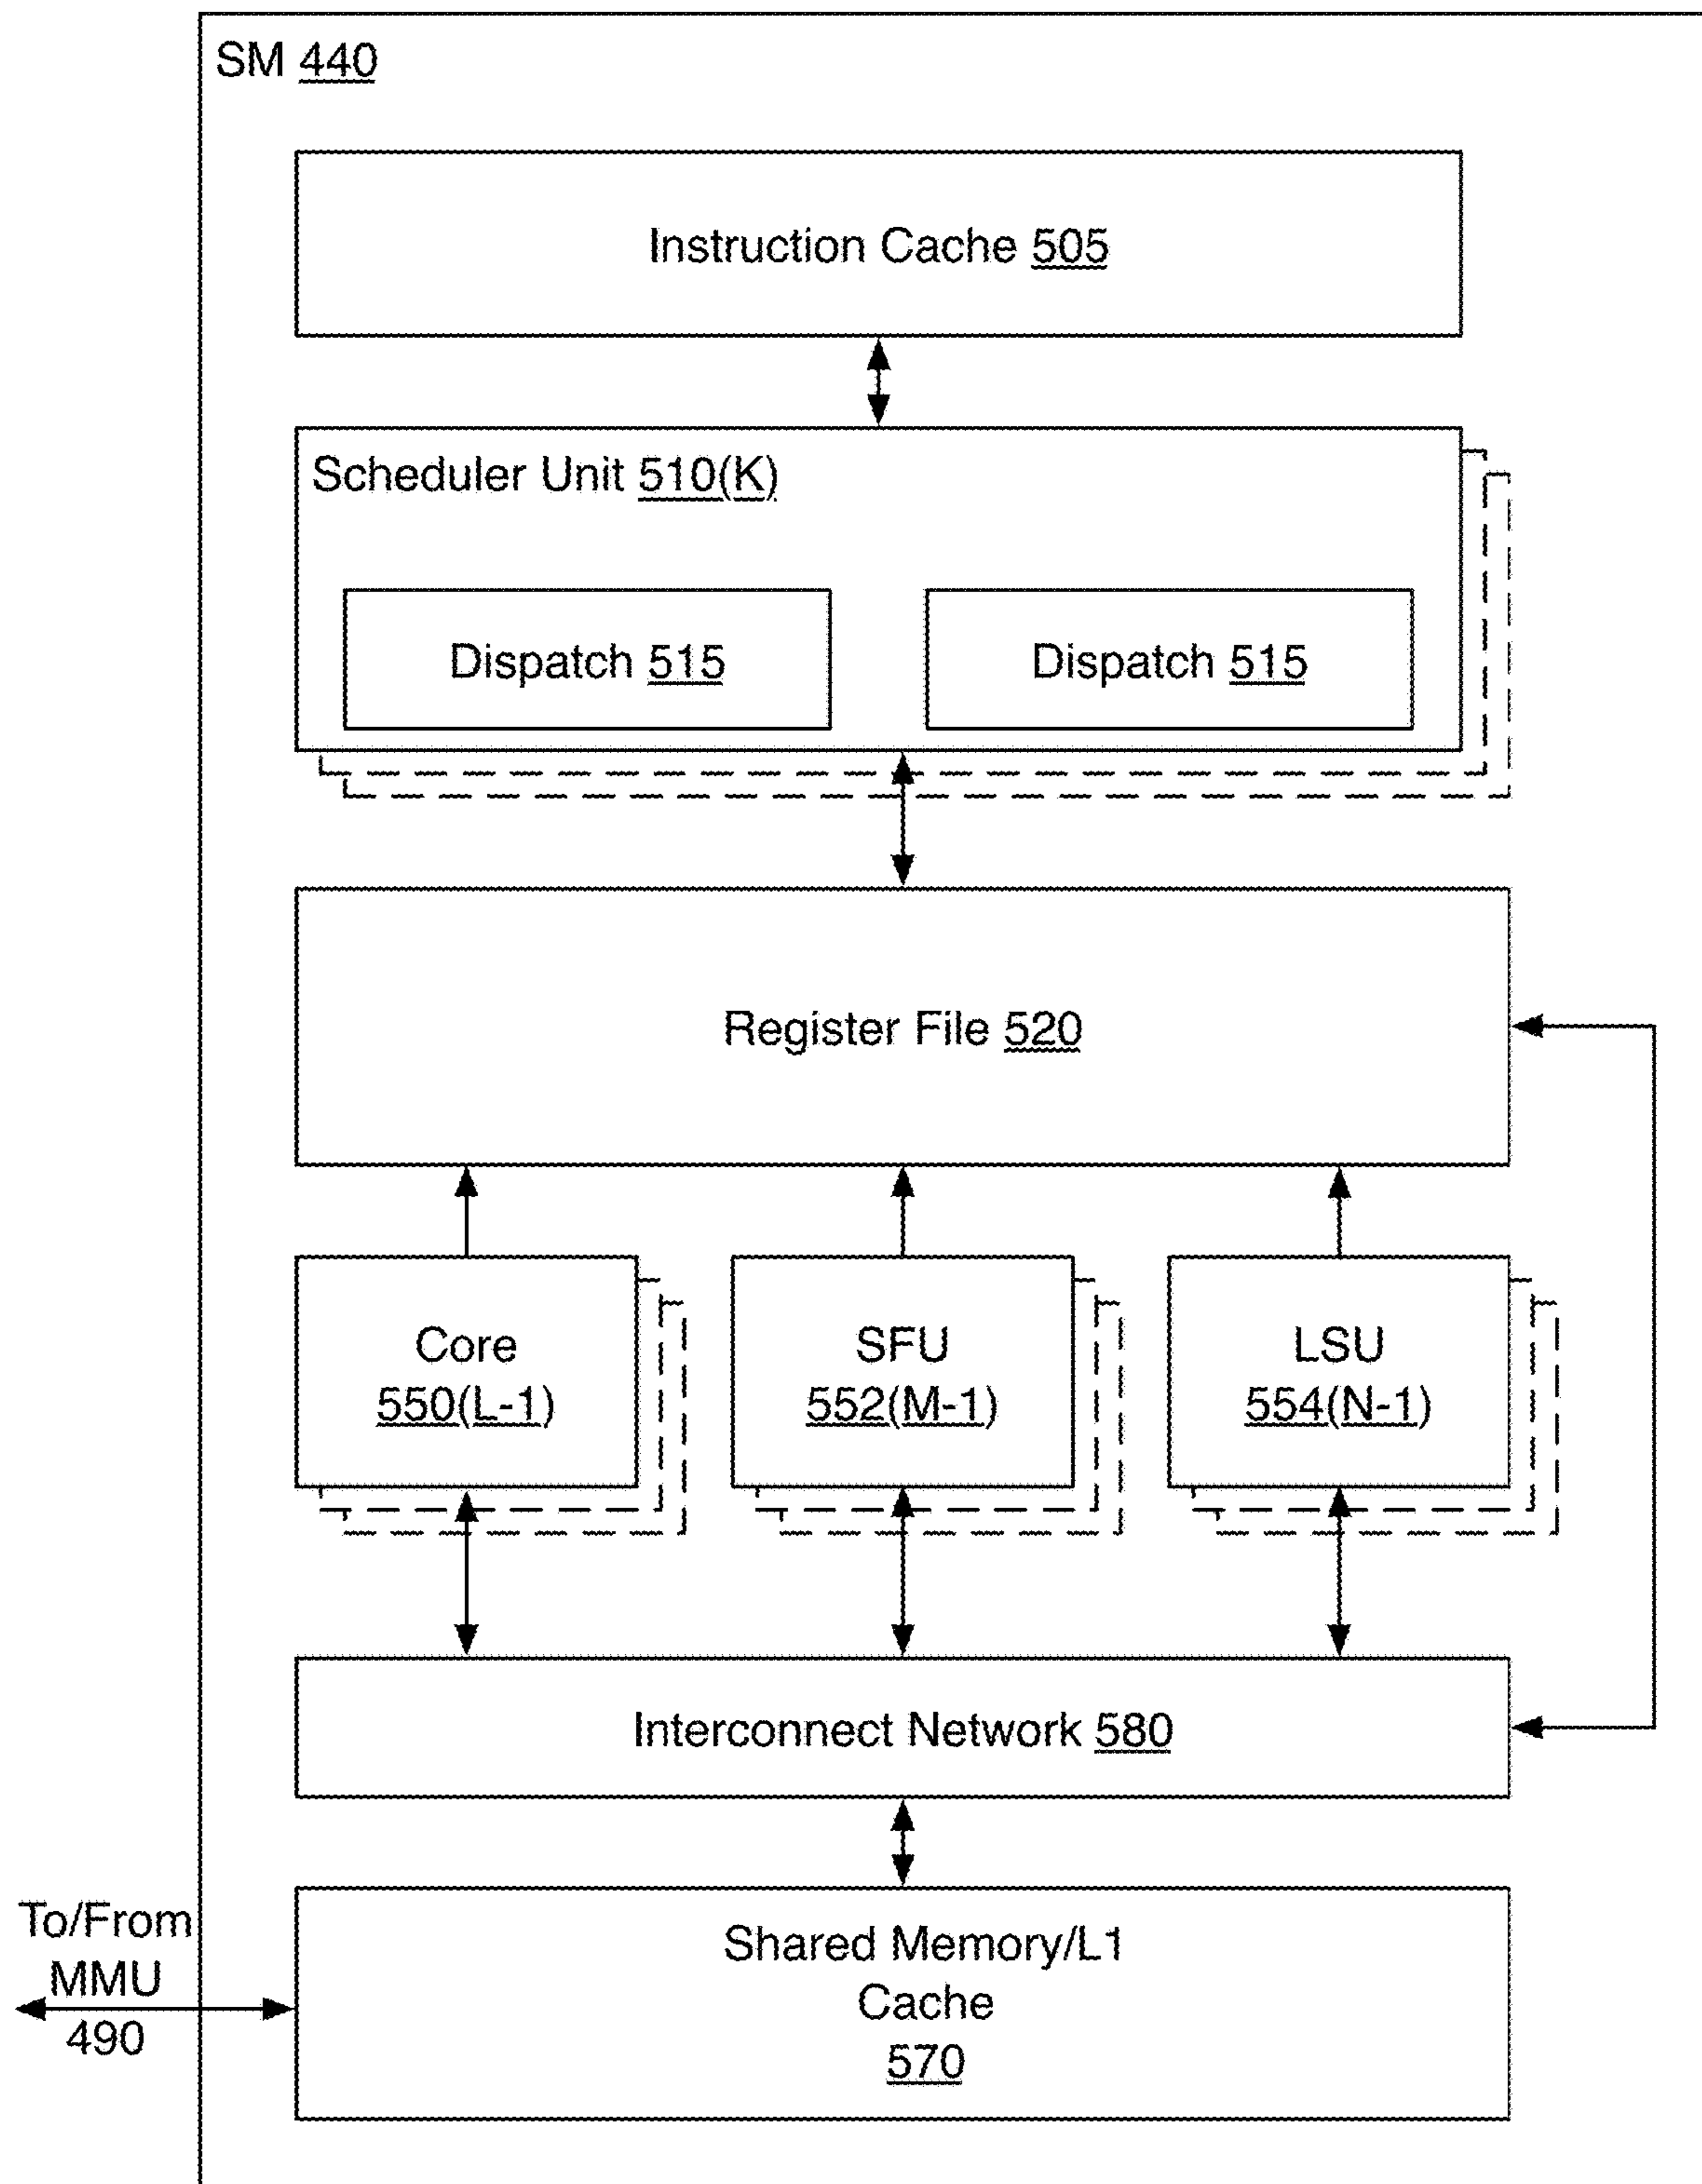 SM 440
Instruction Cache 505
Scheduler Unit 510(K)
Dispatch 515
Dispatch 515
Register File 520
Core
550(L-1)
SFU
552(M-1)
LSU
554(N-1)
Interconnect Network 580
To/From
MMU
490
Shared Memory/L1
Cache
570